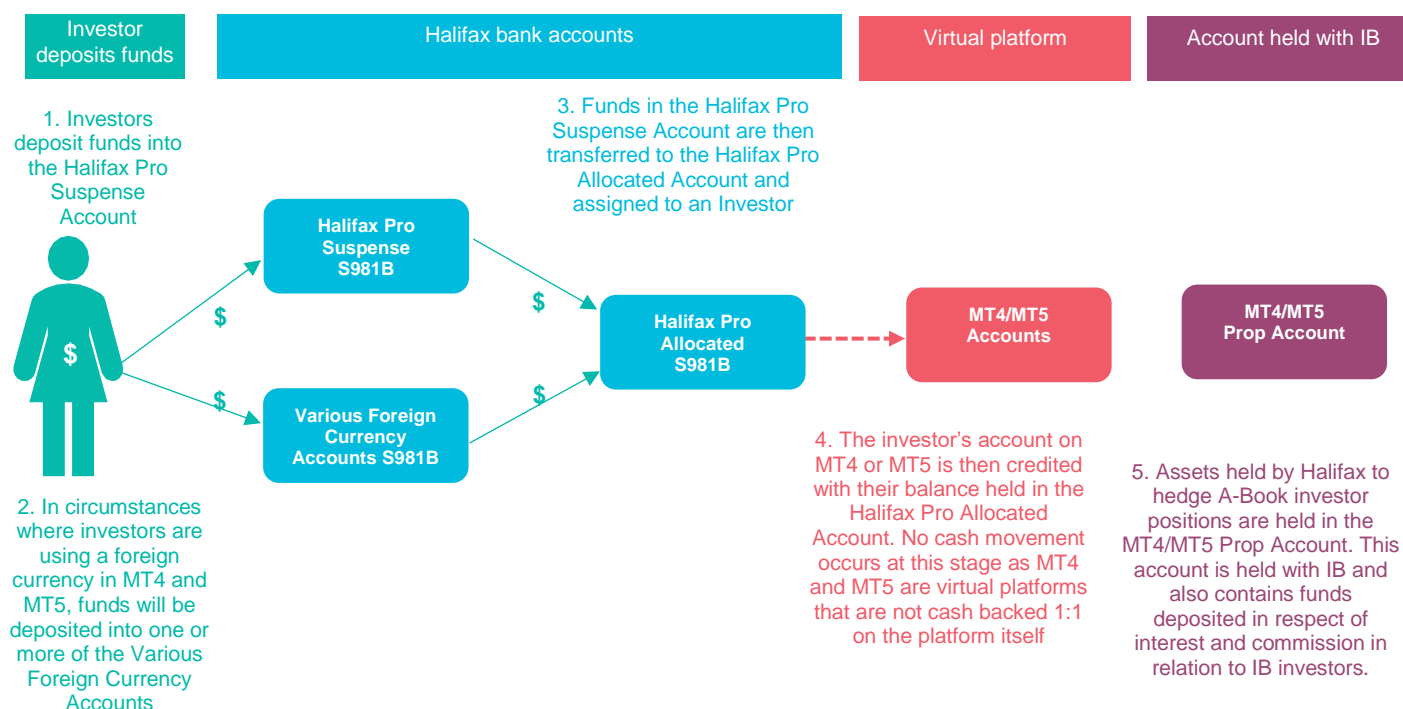 Investor
deposits funds
Halifax bank accounts
Virtual platform
Account held with IB
1. Investors
deposit funds into
the Halifax Pro
Suspense
Account
3. Funds in the Halifax Pro
Suspense Account are then
transferred to the Halifax Pro
Allocated Account and
assigned to an Investor
Halifax Pro
Suspense
S981B
$
$
$
Halifax Pro
Allocated
S981B
MT4/MT5
Accounts
MT4/MT5
Prop Account
$
$
Various Foreign
Currency
Accounts S981B
2. In circumstances
where investors are
using a foreign
currency in MT4 and
MT5, funds will be
deposited into one or
more of the Various
Foreign Currency
Accounts
4. The investor’s account on
MT4 or MT5 is then credited
with their balance held in the
Halifax Pro Allocated
Account. No cash movement
occurs at this stage as MT4
and MT5 are virtual platforms
that are not cash backed 1:1
on the platform itself
5. Assets held by Halifax to
hedge A-Book investor
positions are held in the
MT4/MT5 Prop Account. This
account is held with IB and
also contains funds
deposited in respect of
interest and commission in
relation to IB investors.